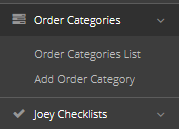 Order Categories
Order Categories List
Add Order Category
Joey Checklists